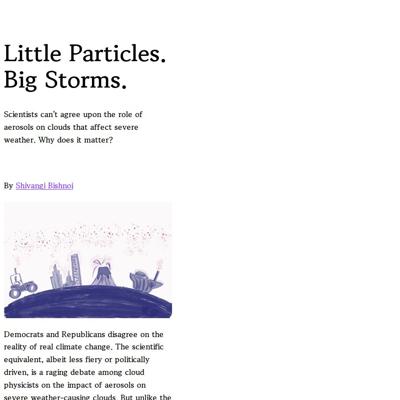 Little Particles.
Big Storms.
Scientists can't agree upon the role of
aerosols on clouds that affect severe
weather. Why does it matter?
By Shivangi Bishnoi
Democrats and Republicans disagree on the
reality of real climate change. The scientific
equivalent, albeit less fiery or politically
driven, is a raging debate among cloud
physicists on the impact of aerosols on
severe weather-causing clouds. But unlike the